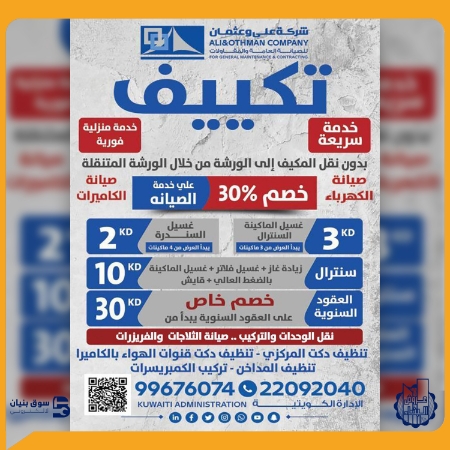 شركة علي وعثمان
ALI&OTHMAN COMPANY
للصيانة العامة والمقاولات
FOR GENERAL MAINTENANCE & CONTRACTING
تكييف
خدمة
سريعة
خدمة منزلية
فورية
بدون نقل المكيف إلى الورشة من خلال الورشة المتنقلة
صيانة
الكهرباء
خصم 30%
علي خدمة
الصيانه
صيانة
الكاميرات
3 KD
غسيل الماكينة
السنترال
يبدأ العرض من 3 ماكينات
غسيل
السنــدرة
يبدأ العرض من 4 ماكينات
2 KD
سنترال
زيادة غاز + غسيل فلاتر + غسيل الماكينة
بالضغط العالي + قايش
10 KD
العقود
السنوية
خصم خاص
على العقود السنوية يبدأ من
30 KD
نقل الوحدات والتركيب .. صيانة الثلاجات والفريزرات
تنظيف دكت المركزي - تنظيف دكت قنوات الهواء بالكاميرا
تنظيف المداخن - تركيب الكمبريسرات
99676074 22092040
KUWAITI ADMINISTRATION الإدارة الكويتية
سوق بنيان